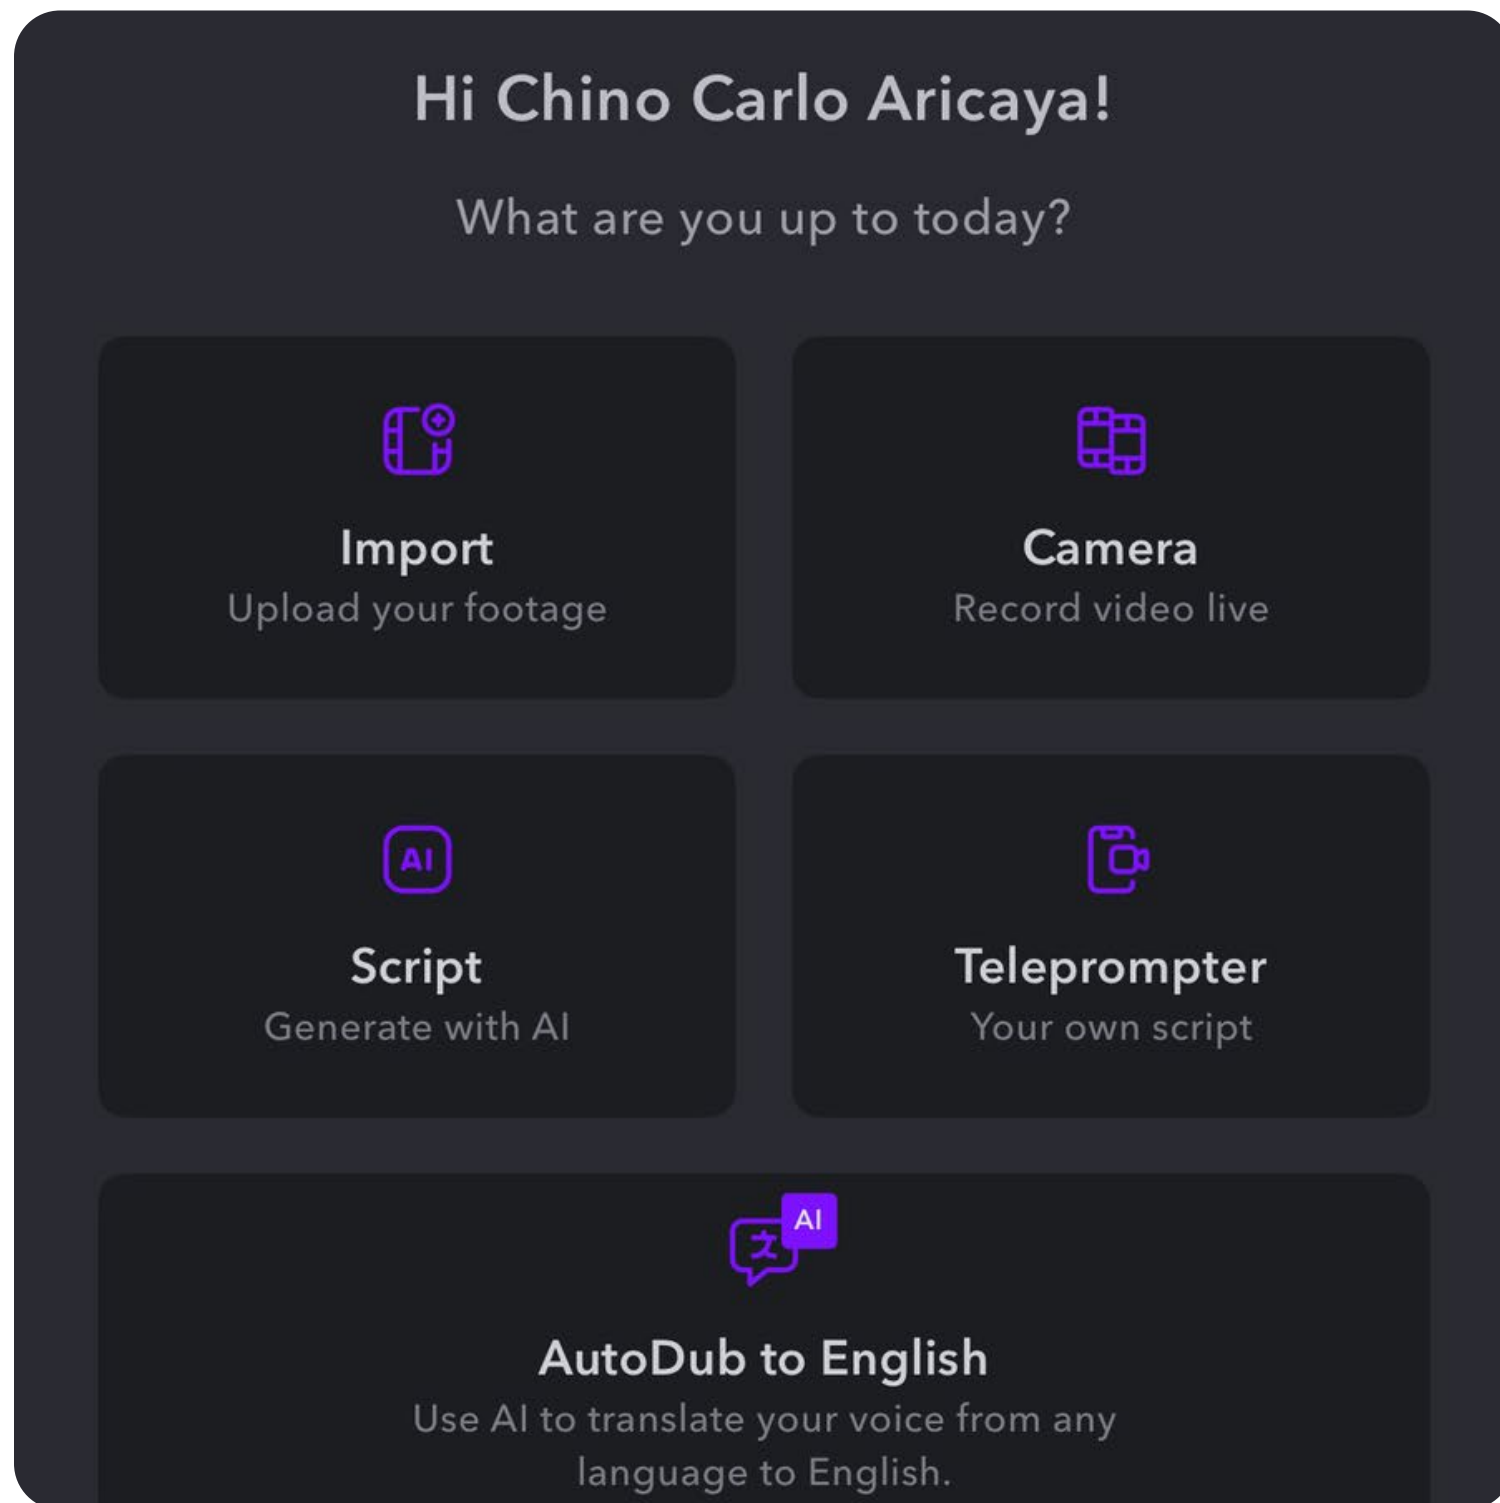 Hi Chino Carlo Aricaya!
What are you up to today?
Import
Upload your footage
Camera
Record video live
AI
Script
Generate with AI
Teleprompter
Your own script
文
AI
AutoDub to English
Use AI to translate your voice from any
language to English.